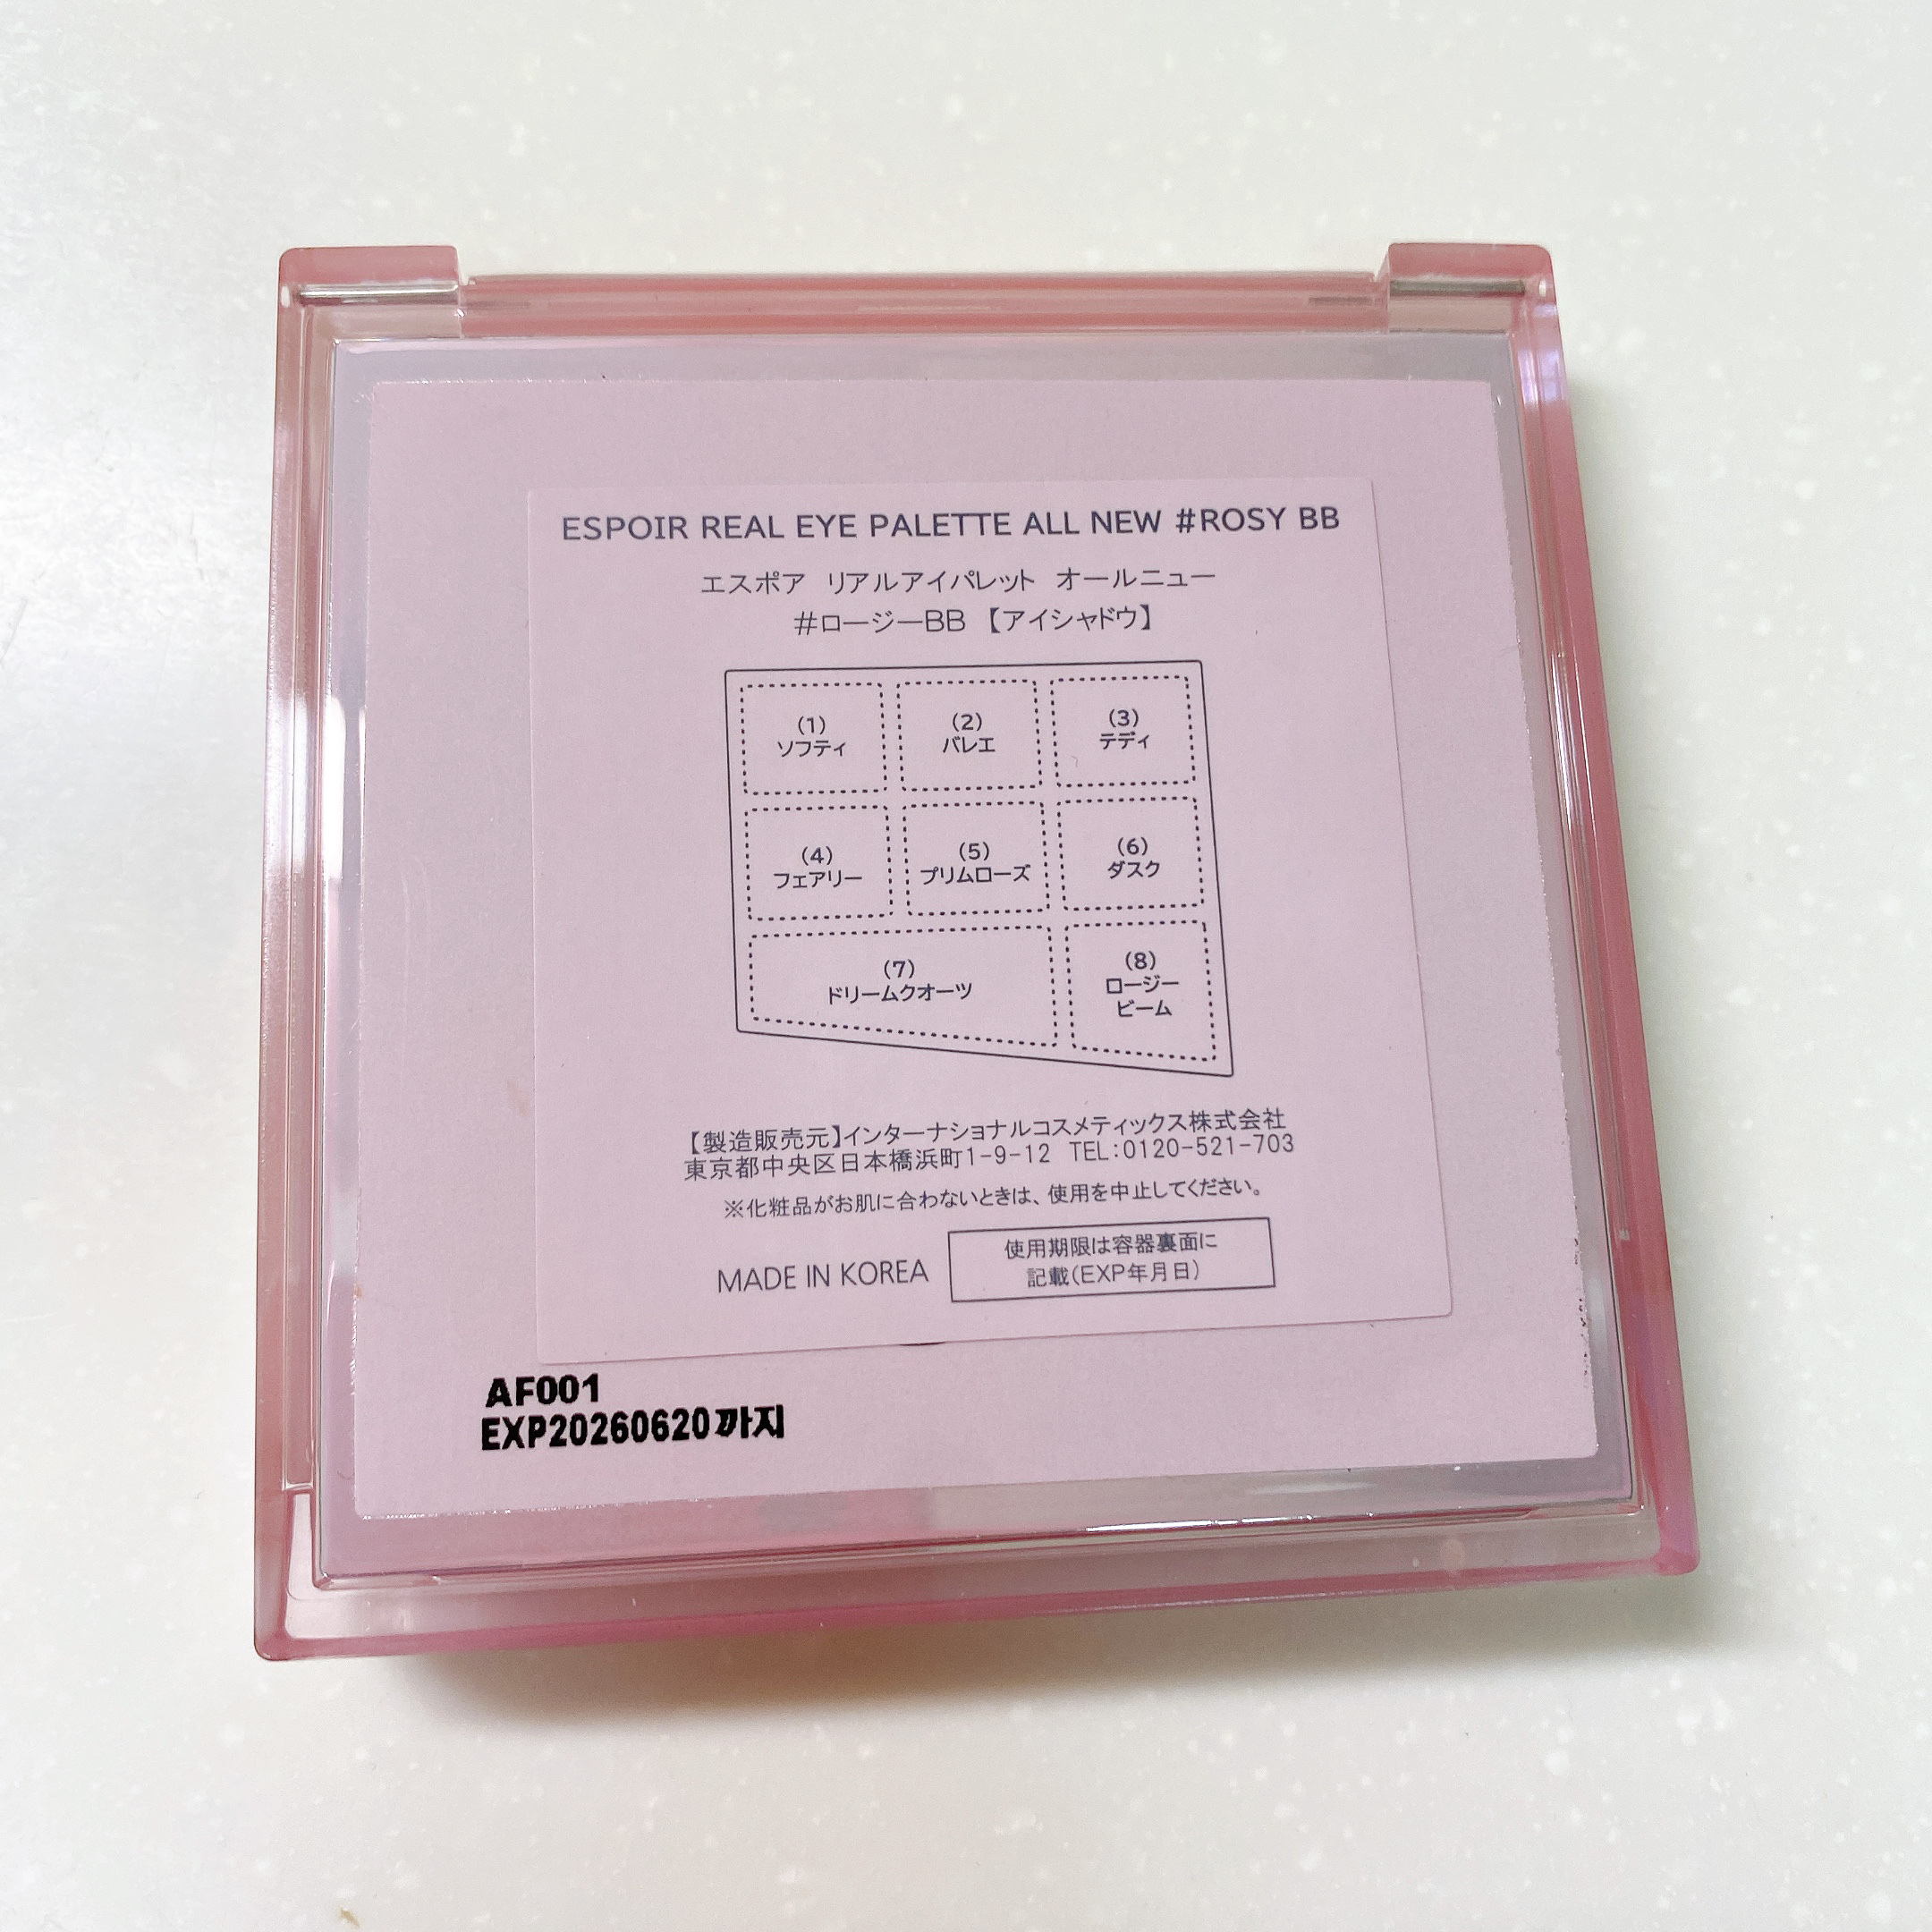 ESPOIR REAL EYE PALETTE ALL NEW #ROSY BB
エスポア リアルアイパレット オールニュー
#ロージーBB 【アイシャドウ】
(1)
ソフティ
(2)
バレエ
(3)
テディ
(4)
フェアリー
(5)
プリムローズ
(6)
ダスク
(7)
ドリームクオーツ
(8)
ロージー
ビーム
【製造販売元】インターナショナルコスメティックス株式会社
東京都中央区日本橋浜町1-9-12 TEL:0120-521-703
※化粧品がお肌に合わないときは、使用を中止してください。
MADE IN KOREA
使用期限は容器裏面に
記載(EXP年月日)
AF001
EXP20260620까지